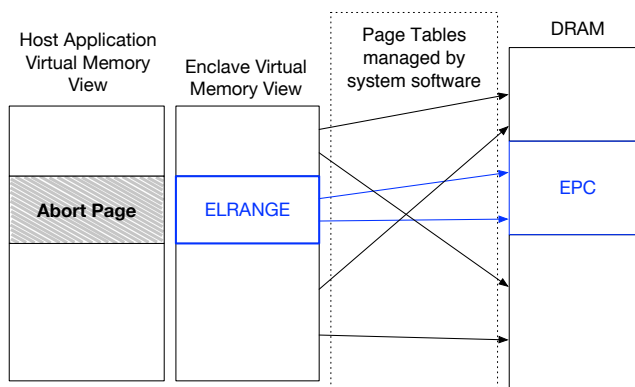 Host Application
Virtual Memory
View
Enclave Virtual
Memory View
Page Tables
managed by
system software
DRAM
Abort Page
ELRANGE
EPC